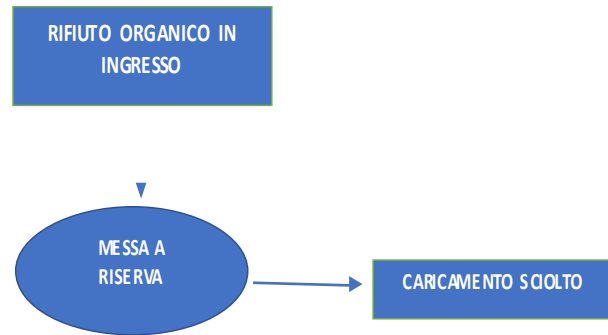 RIFIUTO ORGANICO IN
INGRESSO
MESSA A
RISERVA
CARICAMENTO SCIOLTO